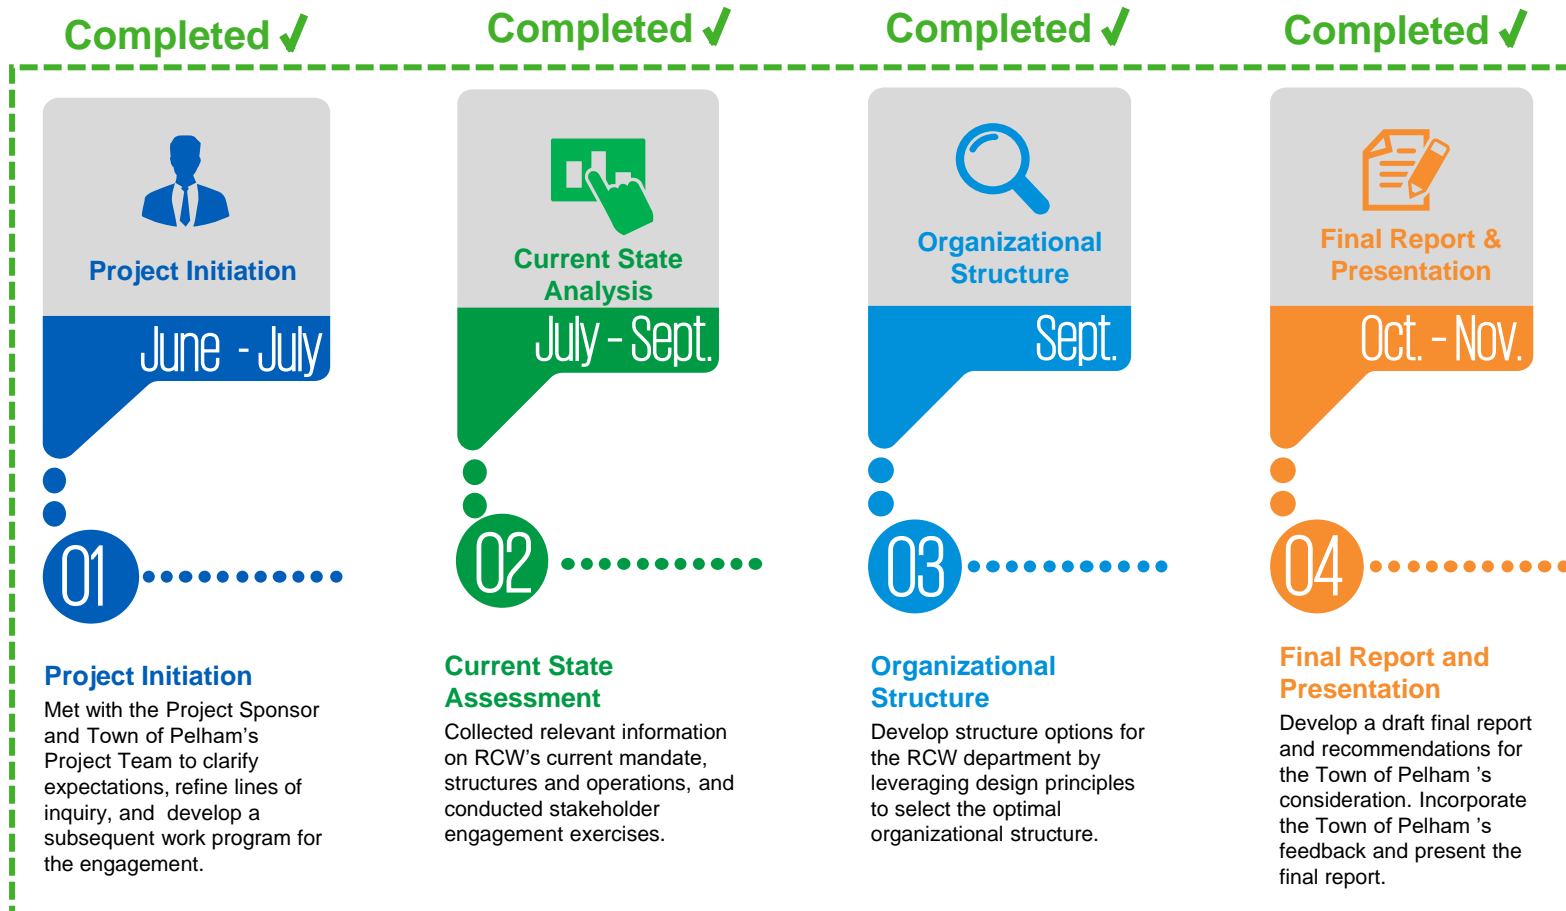 Completed ✓
Completed ✓
Completed ✓
Completed ✓
Project Initiation
June - July
01
Project Initiation
Met with the Project Sponsor
and Town of Pelham's
Project Team to clarify
expectations, refine lines of
inquiry, and develop a
subsequent work program for
the engagement.
Current State
Analysis
July - Sept.
02
Current State
Assessment
Collected relevant information
on RCW's current mandate,
structures and operations, and
conducted stakeholder
engagement exercises.
Organizational
Structure
Sept.
03
Organizational
Structure
Develop structure options for
the RCW department by
leveraging design principles
to select the optimal
organizational structure.
Final Report &
Presentation
Oct. - Nov.
04
Final Report and
Presentation
Develop a draft final report
and recommendations for
the Town of Pelham 's
consideration. Incorporate
the Town of Pelham 's
feedback and present the
final report.